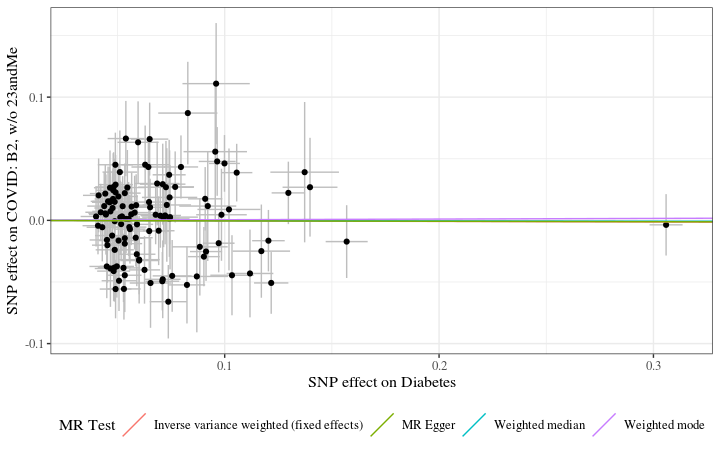 SNP effect on COVID: B2, w/o 23andMe
0.1
0.0
-0.1
0.1 0.2 0.3
SNP effect on Diabetes
MR Test Inverse variance weighted (fixed effects) MR Egger Weighted median Weighted mode